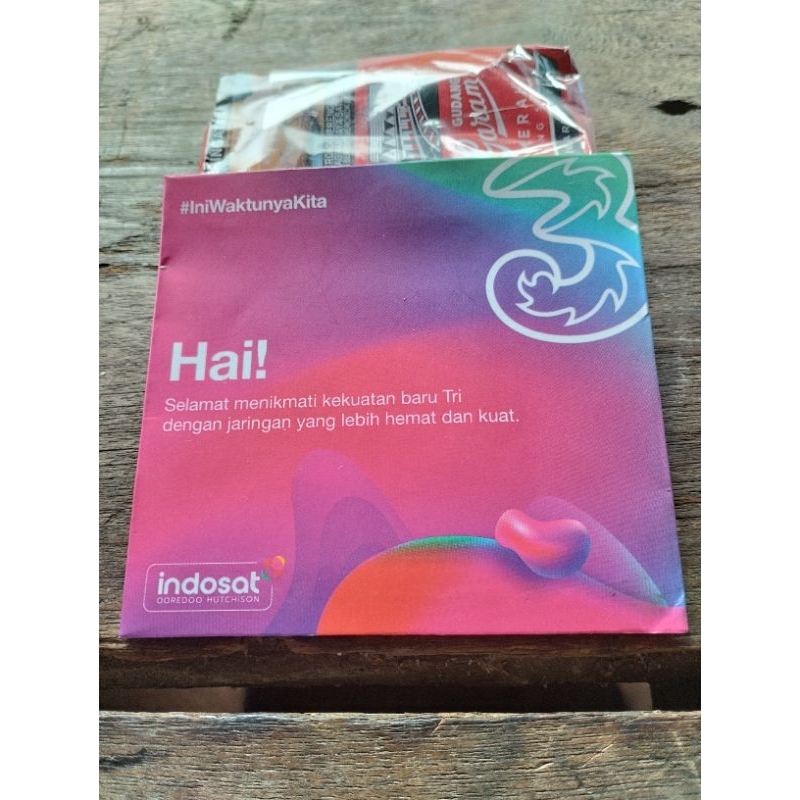 GUDANG
Garam
#IniWaktunyaKita
Hai!
Selamat menikmati kekuatan baru Tri
dengan jaringan yang lebih hemat dan kuat.
indosat
OOREDOO HUTCHISON